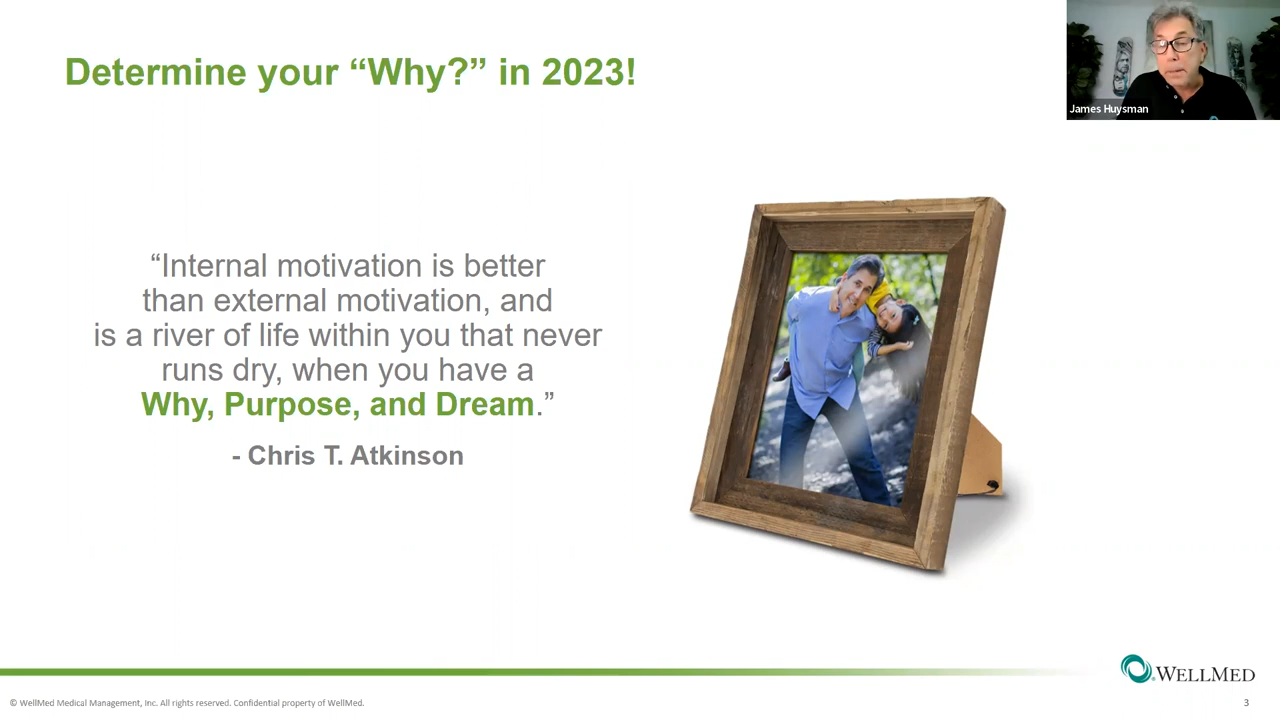 Determine your “Why?” in 2023!
James Huysman
“Internal motivation is better
than external motivation, and
is a river of life within you that never
runs dry, when you have a
Why, Purpose, and Dream.”
- Chris T. Atkinson
WELLMED
© WellMed Medical Management, Inc. All rights reserved. Confidential property of WellMed.
3